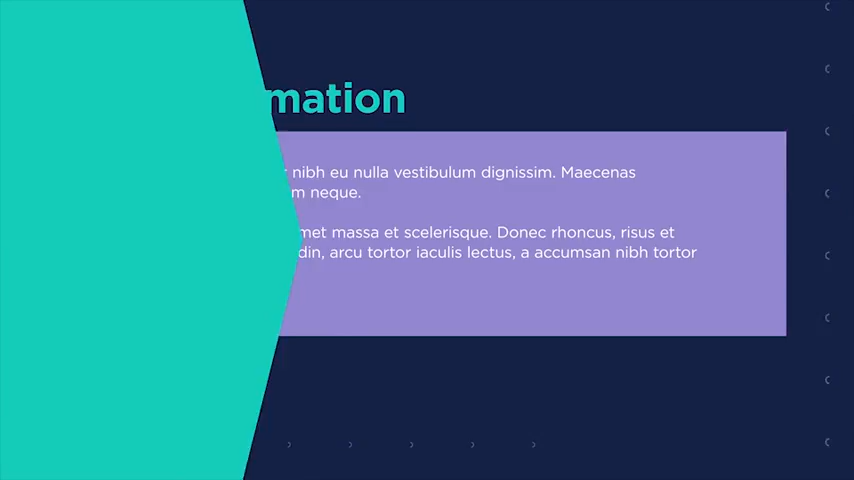 mation
nibh eu nulla vestibulum dignissim. Maecenas
m neque.
met massa et scelerisque. Donec rhoncus, risus et
din, arcu tortor iaculis lectus, a accumsan nibh tortor